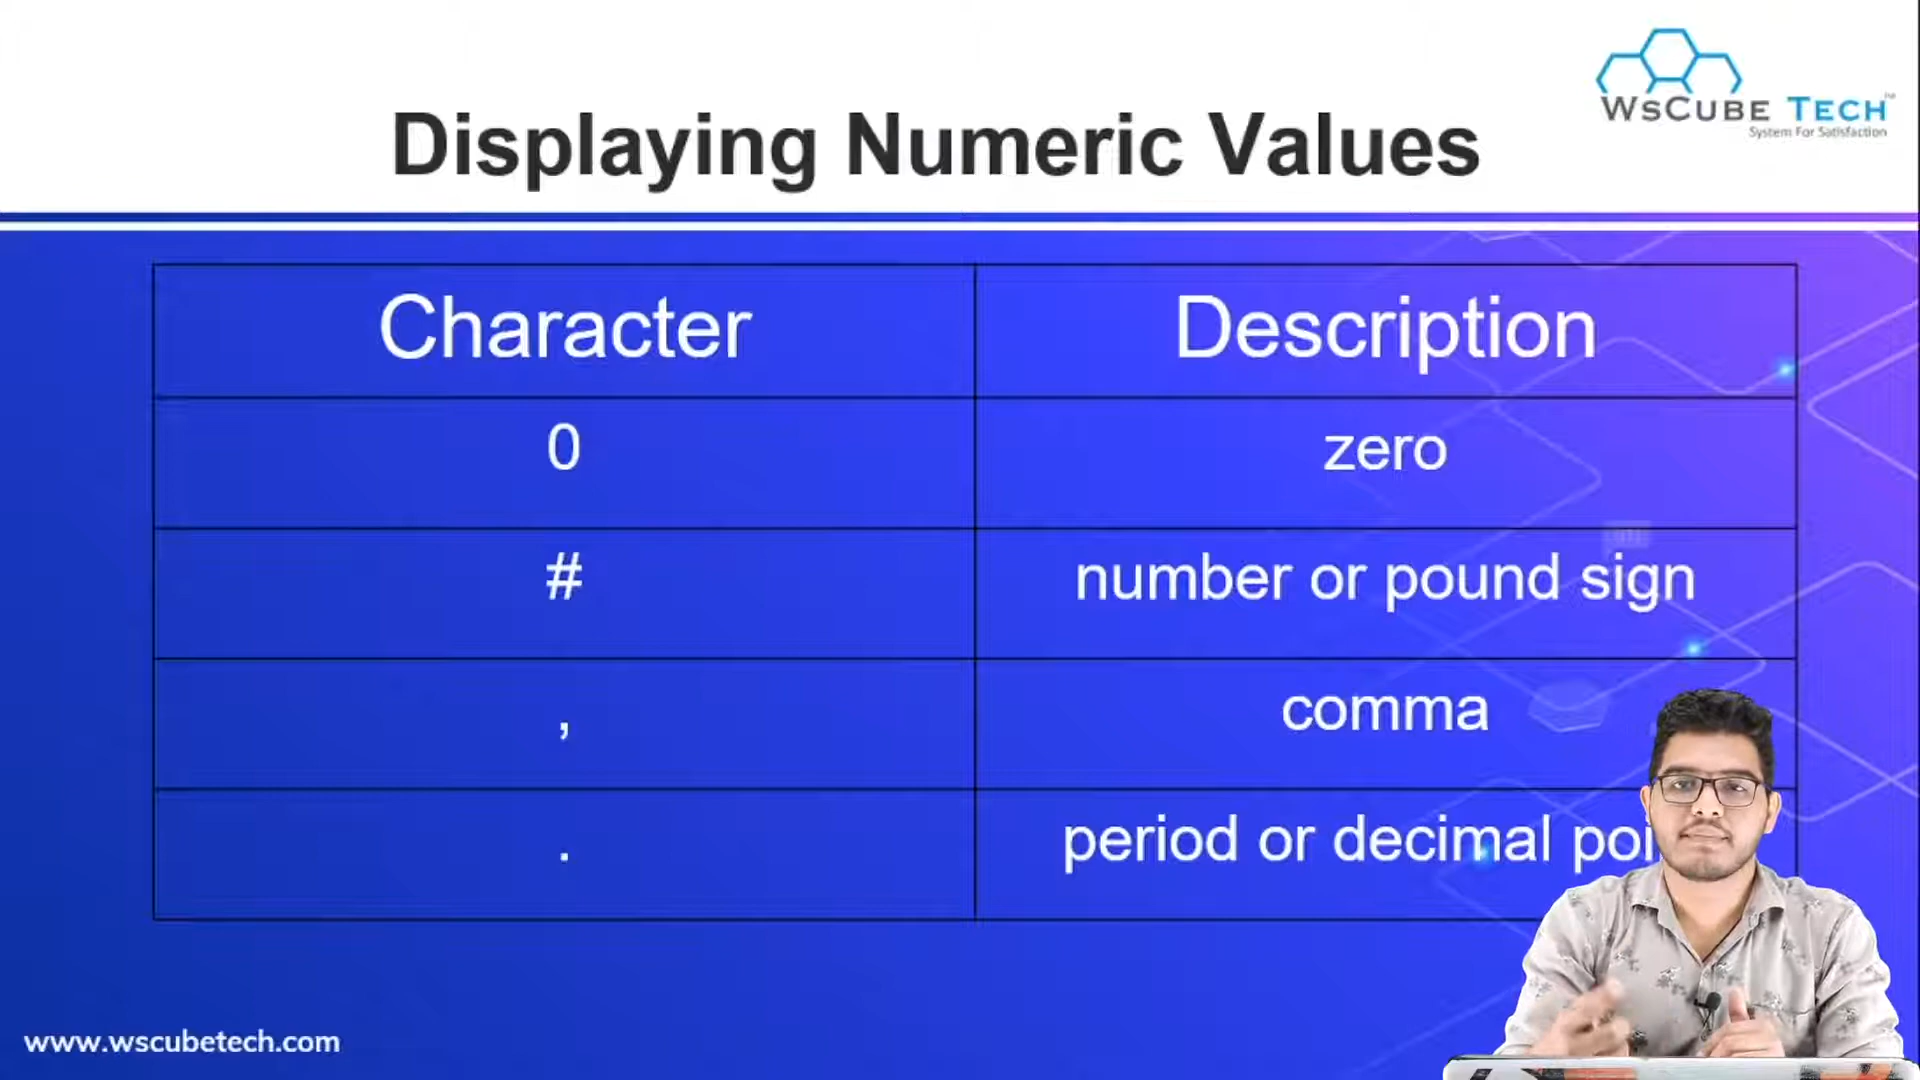 WsCube Tech
System For Satisfaction
Displaying Numeric Values
Character Description
0 zero
# number or pound sign
, comma
. period or decimal
www.wscubetech.com